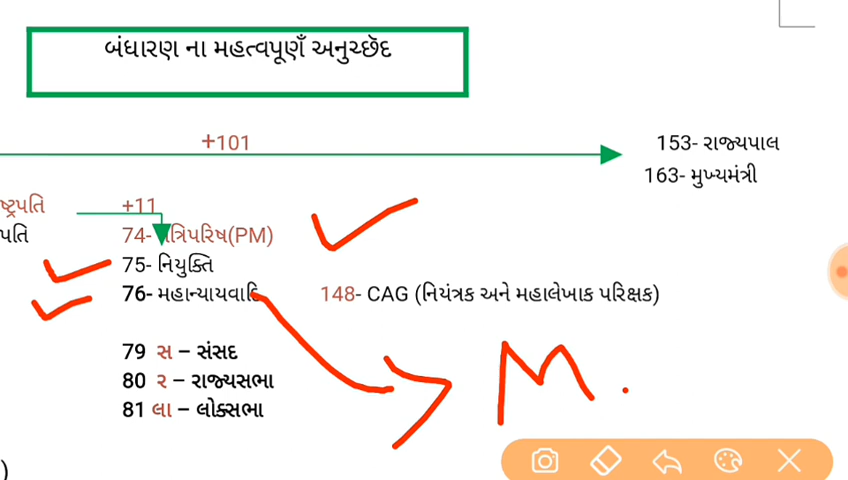 બંધારણ ના મહત્વપૂર્ણઁ અનુચ્છૅદ
+101
153- રાજ્યપાલ
163- મુખ્યમંત્રી
+11
પતિ
74- ત્રિપરિષ(PM)
75- નિયુક્તિ
76- મહાન્યાયવાદિ
148- CAG (નિયંત્રક અને મહાલેખાક પરિક્ષક)
79 સ – સંસદ
80 ર – રાજ્યસભા
81 લા – લોક્સભા
M.
)